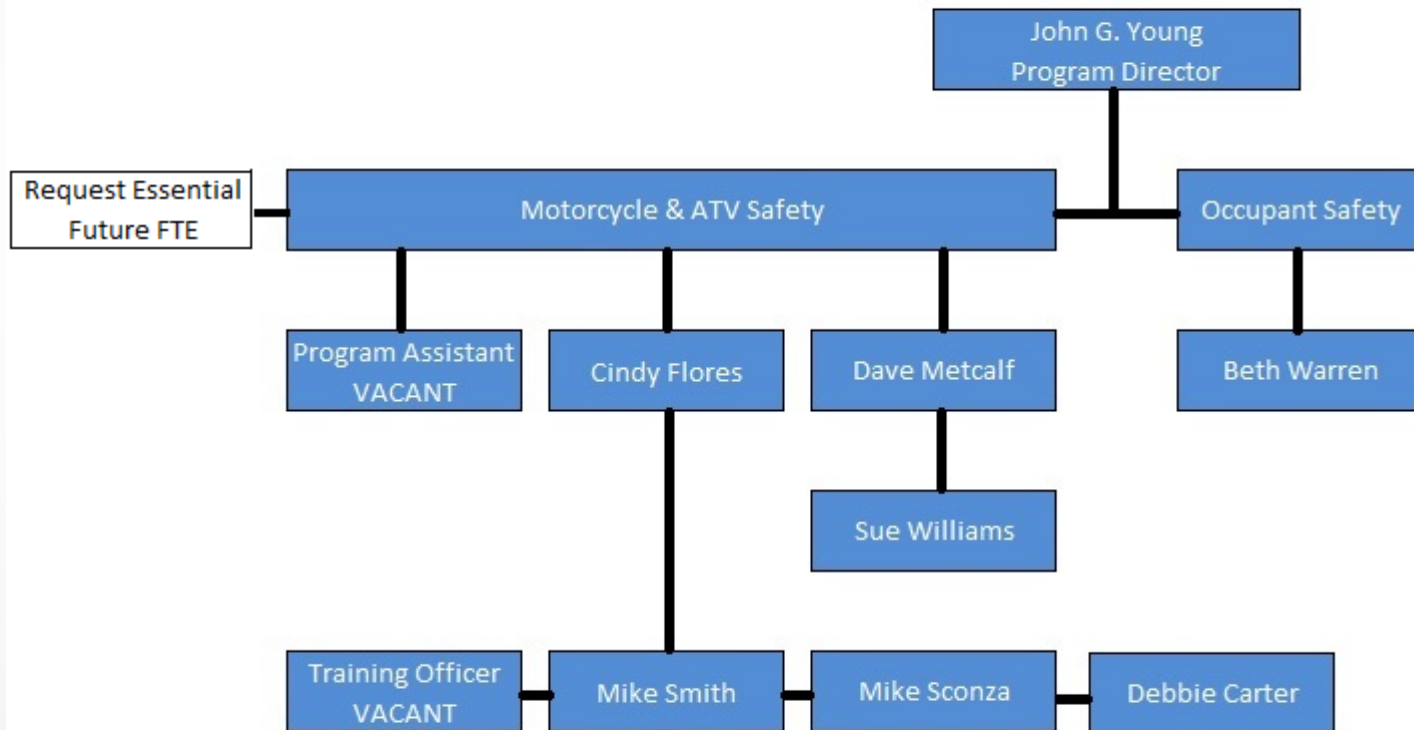 John G. Young
Program Director
Request Essential
Future FTE
Motorcycle & ATV Safety
Occupant Safety
Program Assistant
VACANT
Cindy Flores
Dave Metcalf
Beth Warren
Sue Williams
Training Officer
VACANT
Mike Smith
Mike Sconza
Debbie Carter